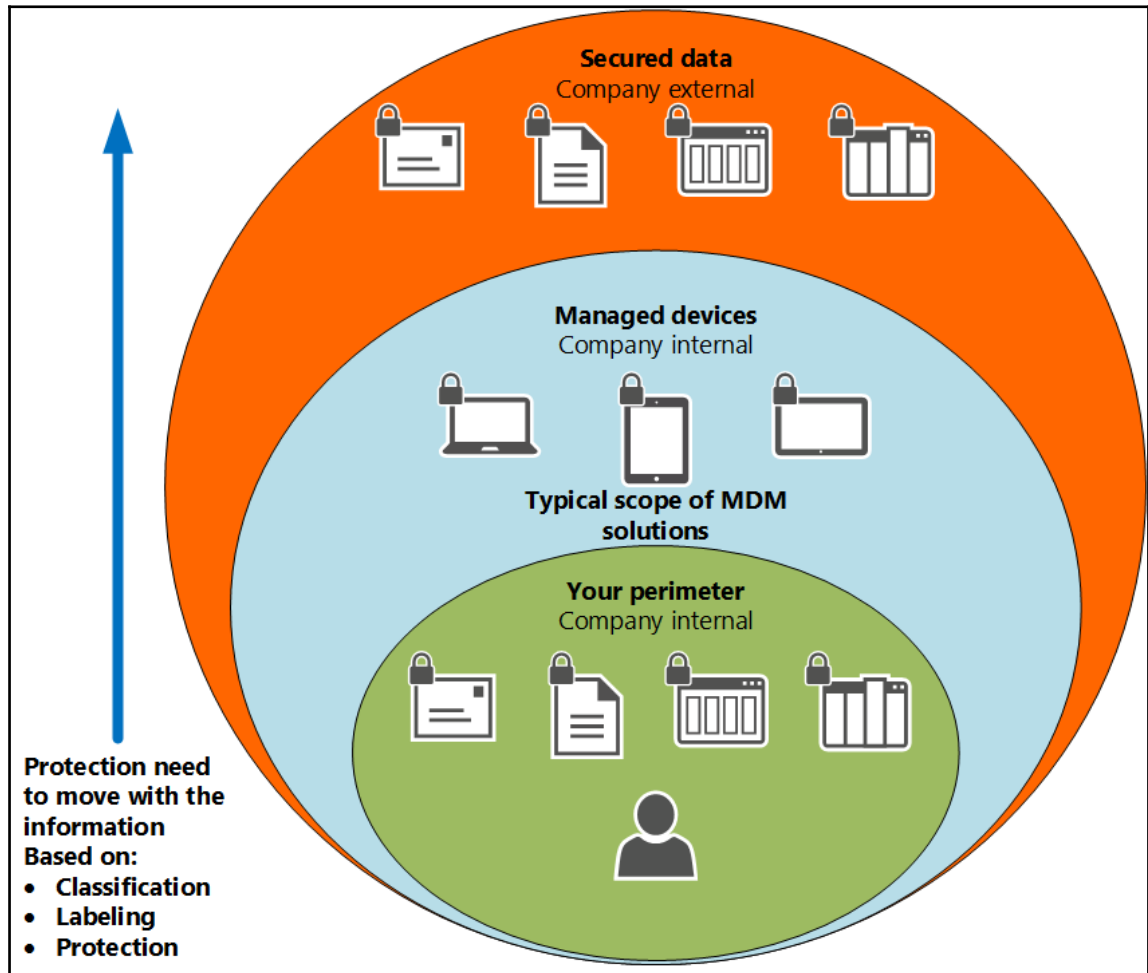 Secured data
Company external
Managed devices
Company internal
Typical scope of MDM
solutions
Your perimeter
Company internal
Protection need
to move with the
information
Based on:
• Classification
• Labeling
• Protection